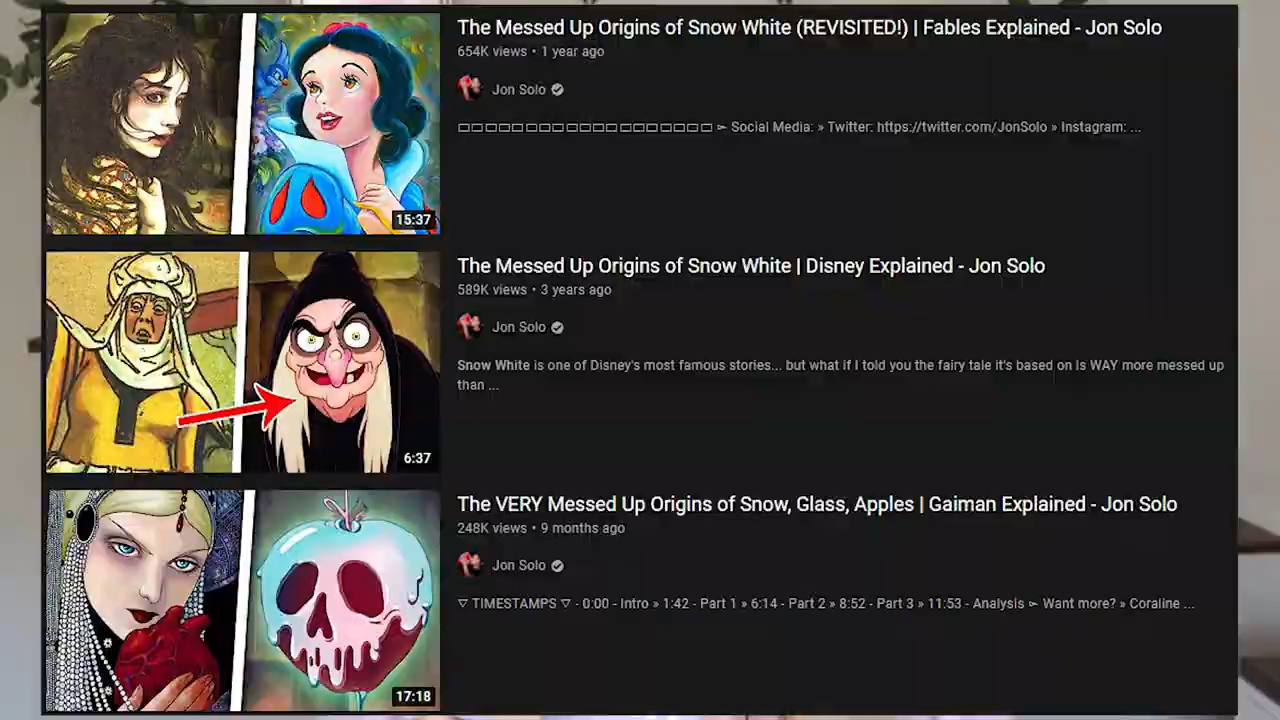 The Messed Up Origins of Snow White (REVISITED!) | Fables Explained - Jon Solo
654K views • 1 year ago
Jon Solo
► Social Media: » Twitter: https://twitter.com/JonSolo » Instagram: ...
15:37
The Messed Up Origins of Snow White | Disney Explained - Jon Solo
589K views • 3 years ago
Jon Solo
Snow White is one of Disney's most famous stories... but what if I told you the fairy tale it's based on is WAY more messed up
than ...
6:37
The VERY Messed Up Origins of Snow, Glass, Apples | Gaiman Explained - Jon Solo
248K views • 9 months ago
Jon Solo
▽ TIMESTAMPS ▽ - 0:00 - Intro » 1:42 - Part 1 » 6:14 - Part 2 » 8:52 - Part 3 » 11:53 - Analysis ► Want more? » Coraline ...
17:18